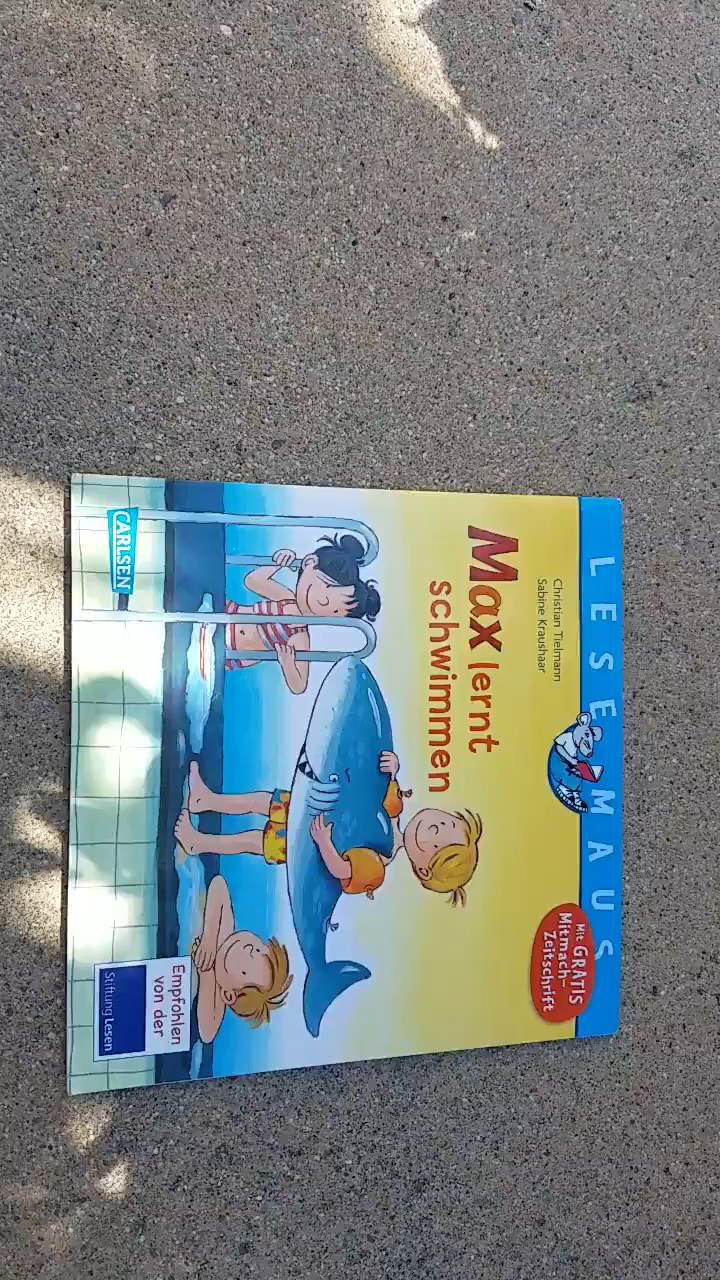 LESEMAUS
Christian Tielmann
Sabine Kraushaar
Mit GRATIS
Mitmach-
Zeitschrift
Max lernt
schwimmen
CARLSEN
Empfohlen
von der
Stiftung Lesen